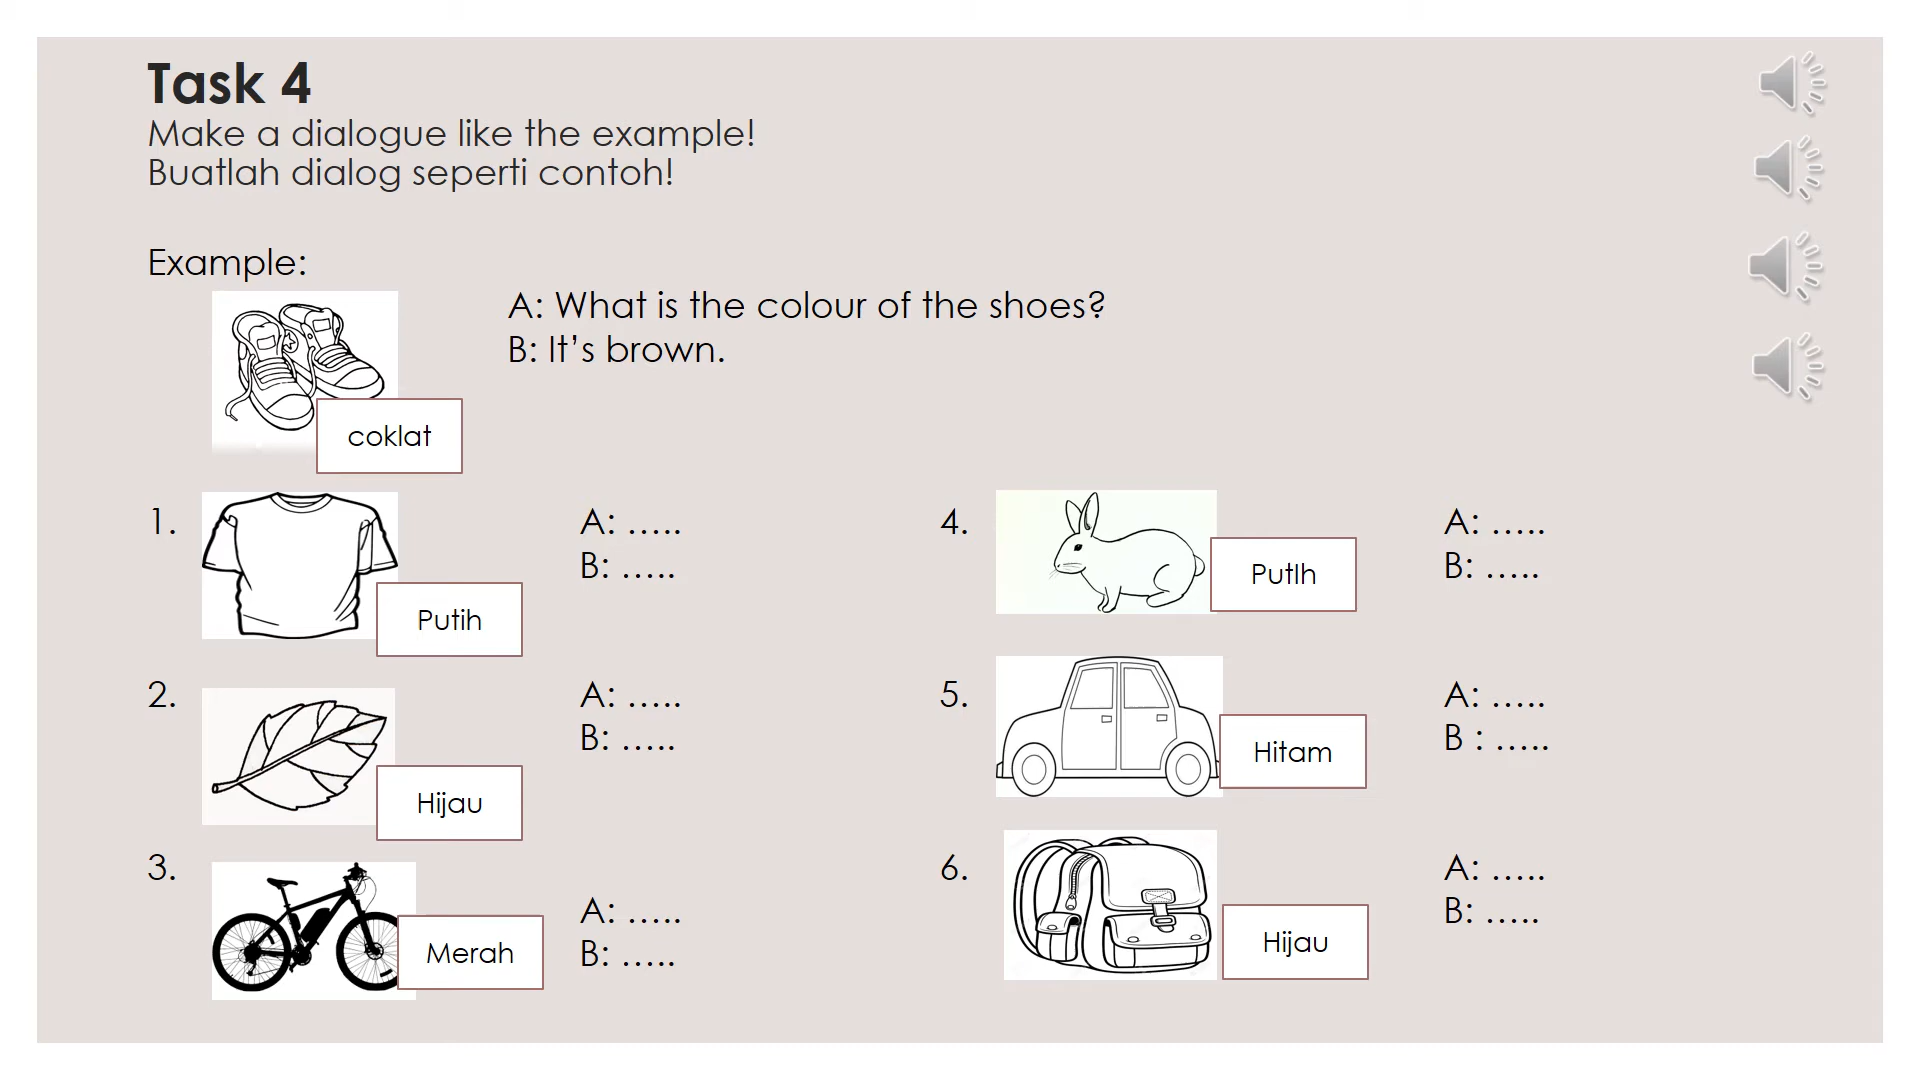 Task 4
Make a dialogue like the example!
Buatlah dialog seperti contoh!
Example:
A: What is the colour of the shoes?
B: It’s brown.
coklat
1.
A: …..
B: …..
Putih
2.
A: …..
B: …..
Hijau
3.
A: …..
B: …..
Merah
4.
A: …..
B: …..
PutIh
5.
A: …..
B : …..
Hitam
6.
A: …..
B: …..
Hijau